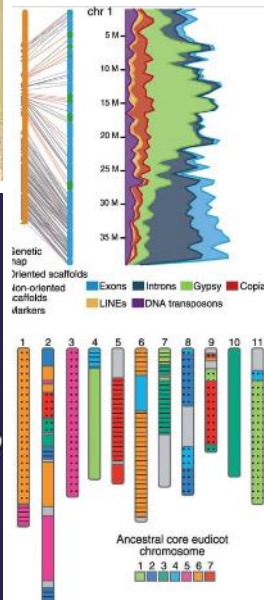 chr 1
5 M
10 M
15 M
20 M
25 M
30 M
35 M
Genetic
map
Oriented scaffolds
Non-oriented
scaffolds
Markers
Exons Introns Gypsy Copia
LINEs DNA transposons
1 2 3 4 5 6 7 8 9 10 11
Ancestral core eudicot
chromosome
1 2 3 4 5 6 7